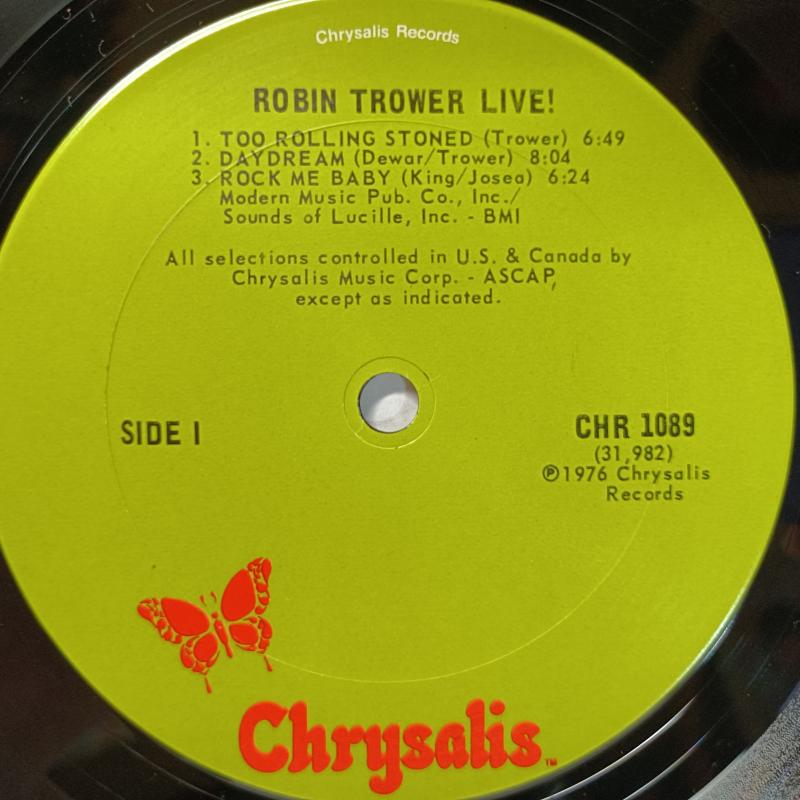 Chrysalis Records
ROBIN TROWER LIVE!
1. TOO ROLLING STONED (Trower) 6:49
2. DAYDREAM (Dewar/Trower) 8:04
3. ROCK ME BABY (King/Josea) 6:24
Modern Music Pub. Co., Inc./
Sounds of Lucille, Inc. - BMI
All selections controlled in U.S. & Canada by
Chrysalis Music Corp. - ASCAP,
except as indicated.
SIDE I
CHR 1089
(31,982)
℗1976 Chrysalis
Records
Chrysalis™